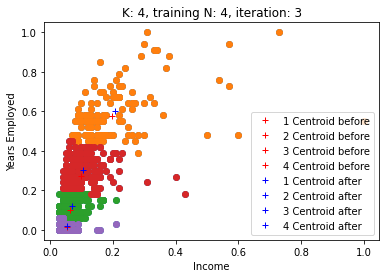 K: 4, training N: 4, iteration: 3
Years Employed
1.0
0.8
0.6
0.4
0.2
0.0
1 Centroid before
2 Centroid before
3 Centroid before
4 Centroid before
1 Centroid after
2 Centroid after
3 Centroid after
4 Centroid after
0.0 0.2 0.4 0.6 0.8 1.0
Income